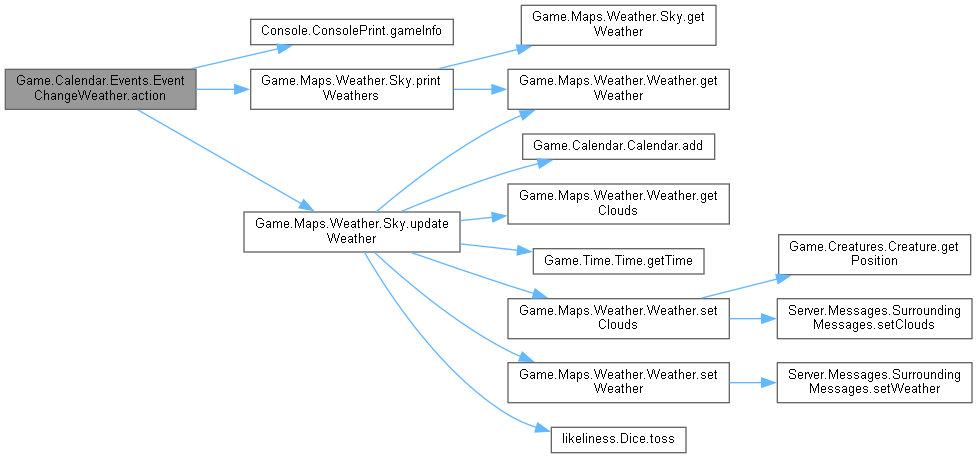 Game.Calendar.Events.Event
ChangeWeather.action
Console.ConsolePrint.gameInfo
Game.Maps.Weather.Sky.print
Weathers
Game.Maps.Weather.Sky.get
Weather
Game.Maps.Weather.Weather.get
Weather
Game.Maps.Weather.Sky.update
Weather
Game.Calendar.Calendar.add
Game.Maps.Weather.Weather.get
Clouds
Game.Time.Time.getTime
Game.Maps.Weather.Weather.set
Clouds
Game.Creatures.Creature.get
Position
Server.Messages.Surrounding
Messages.setClouds
Game.Maps.Weather.Weather.set
Weather
Server.Messages.Surrounding
Messages.setWeather
likeliness.Dice.toss